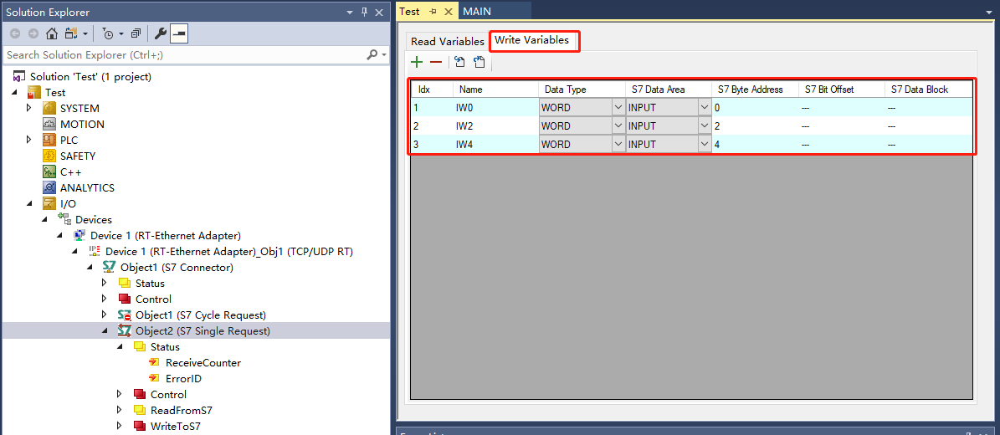 Solution Explorer
Search Solution Explorer (Ctrl+;)
Solution 'Test' (1 project)
Test
SYSTEM
MOTION
PLC
SAFETY
C++
ANALYTICS
I/O
Devices
Device 1 (RT-Ethernet Adapter)
Device 1 (RT-Ethernet Adapter)_Obj1 (TCP/UDP RT)
Object1 (S7 Connector)
Status
Control
Object1 (S7 Cycle Request)
Object2 (S7 Single Request)
Status
ReceiveCounter
ErrorID
Control
ReadFromS7
WriteToS7
Test MAIN
Read Variables Write Variables
Idx Name Data Type S7 Data Area S7 Byte Address S7 Bit Offset S7 Data Block
1 IW0 WORD INPUT 0 --- ---
2 IW2 WORD INPUT 2 --- ---
3 IW4 WORD INPUT 4 --- ---